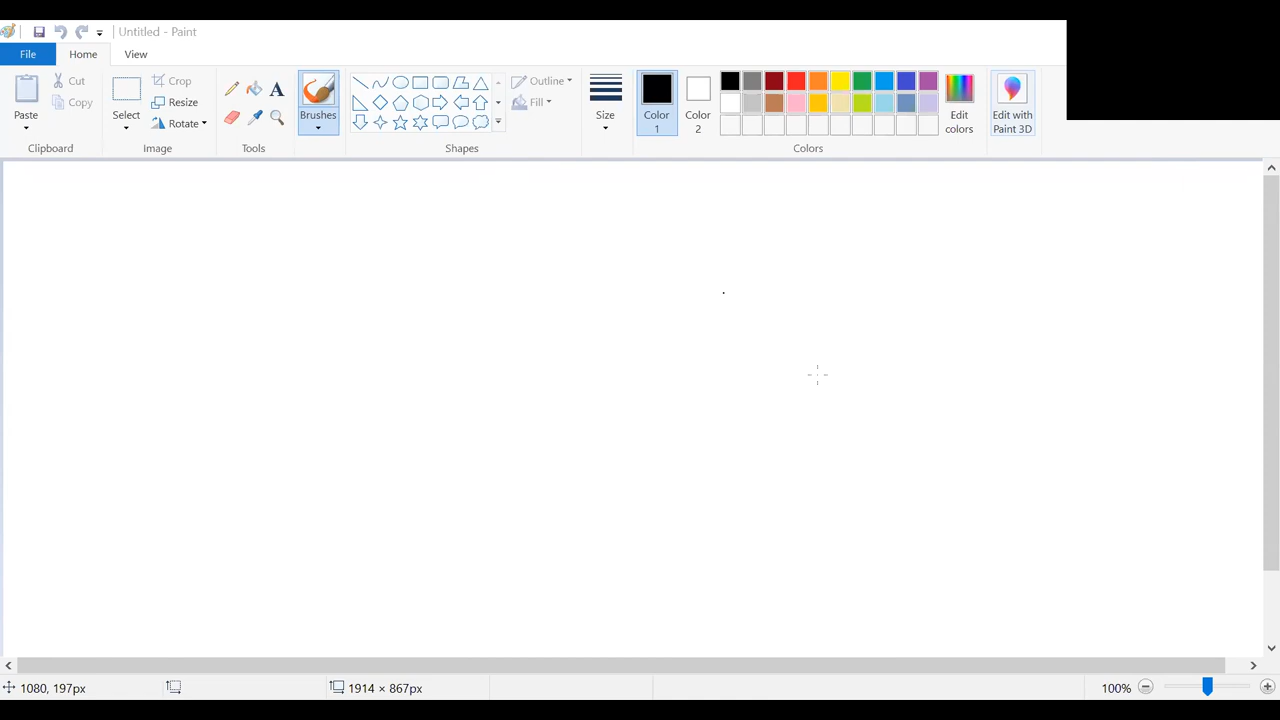 Untitled - Paint
File Home View
Paste Cut Copy Select Crop Resize Rotate Brushes Outline Fill Size Color 1 Color 2 Edit colors Edit with Paint 3D
Clipboard Image Tools Shapes Colors
1080, 197px 1914 × 867px 100%